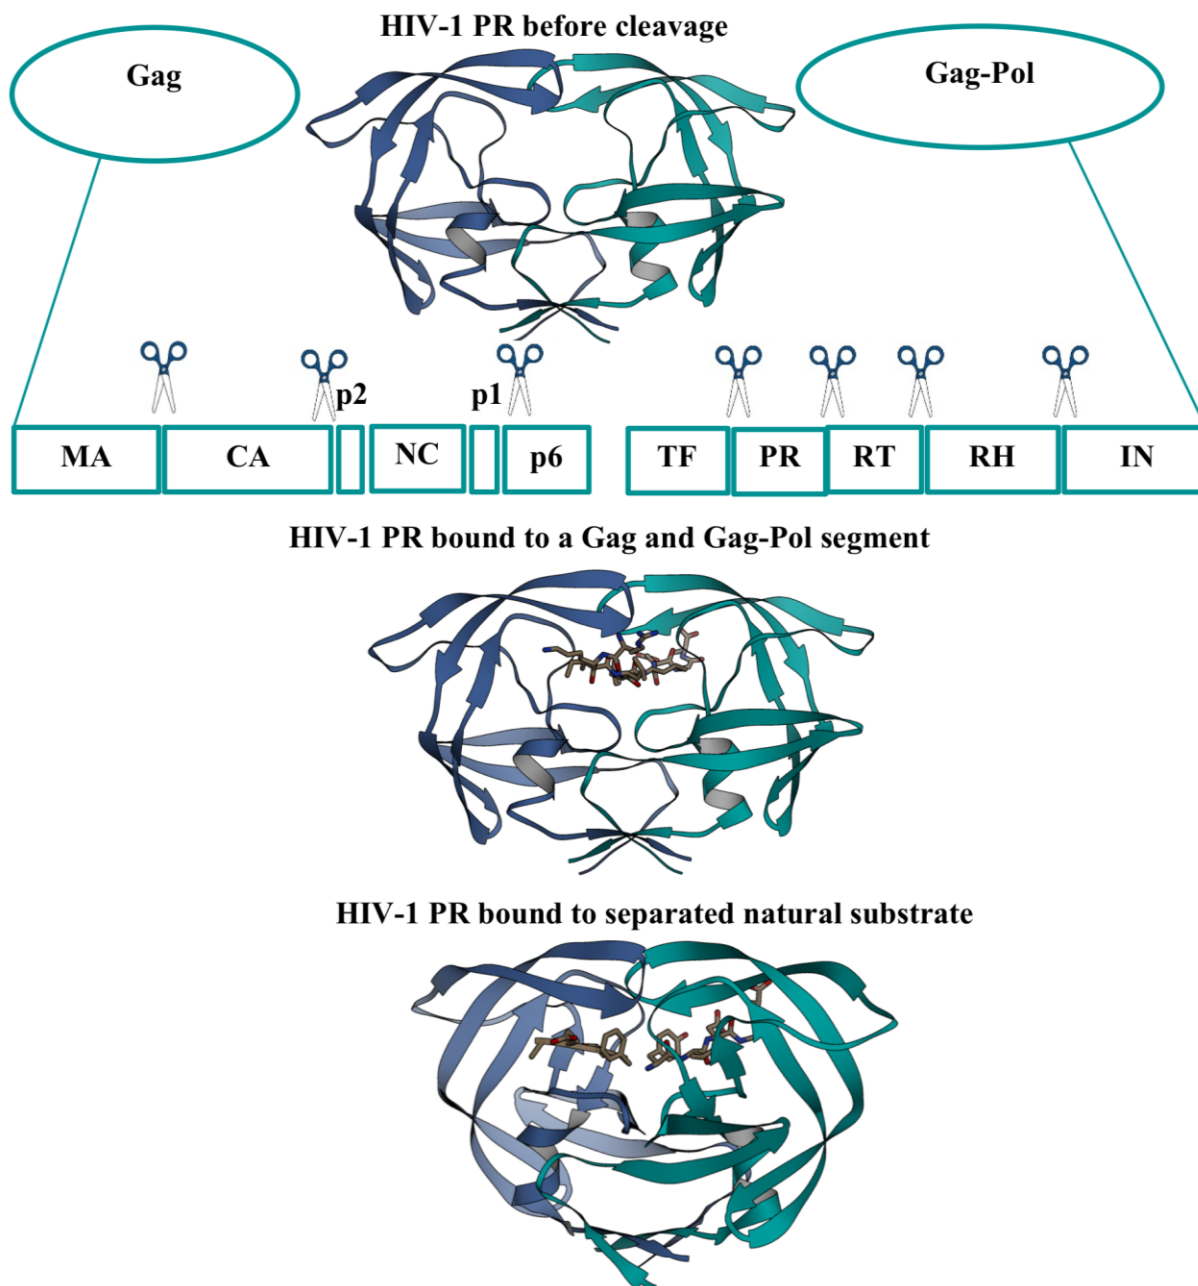 HIV-1 PR before cleavage
Gag
Gag-Pol
p2
p1
MA
CA
NC
p6
TF
PR
RT
RH
IN
HIV-1 PR bound to a Gag and Gag-Pol segment
HIV-1 PR bound to separated natural substrate